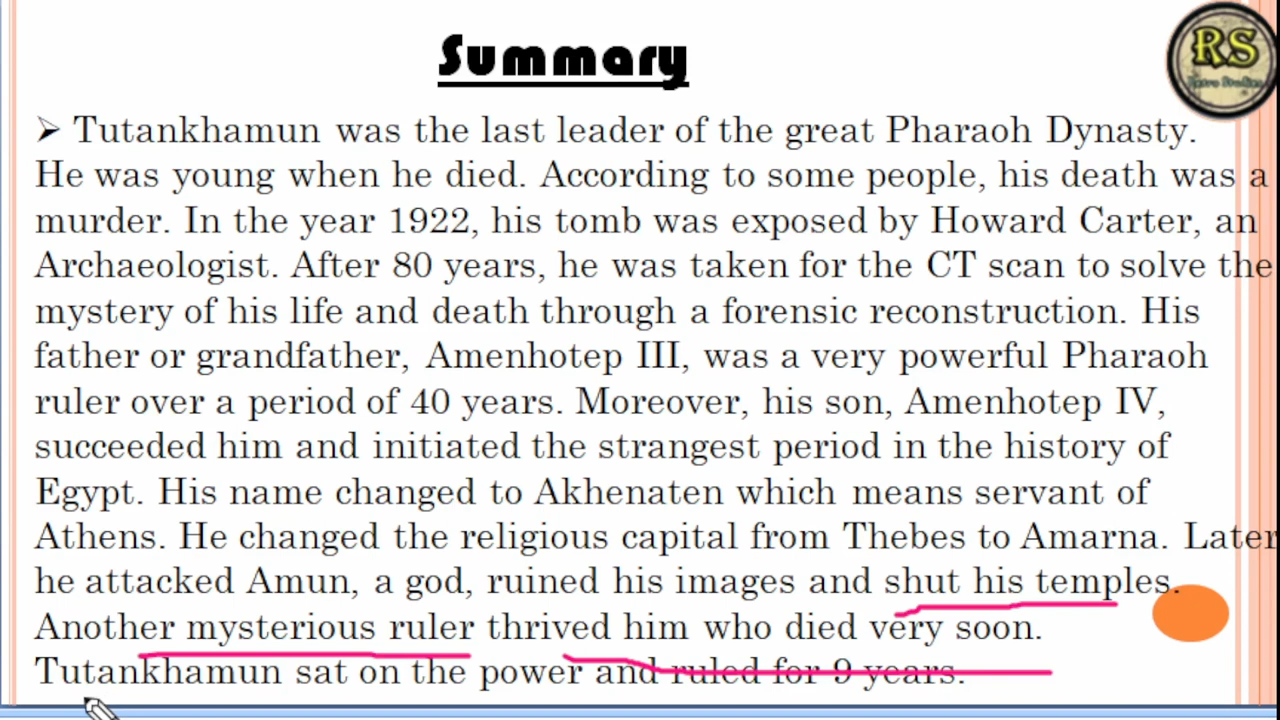 Summary
RS
Retro Studies
➤ Tutankhamun was the last leader of the great Pharaoh Dynasty.
He was young when he died. According to some people, his death was a
murder. In the year 1922, his tomb was exposed by Howard Carter, an
Archaeologist. After 80 years, he was taken for the CT scan to solve the
mystery of his life and death through a forensic reconstruction. His
father or grandfather, Amenhotep III, was a very powerful Pharaoh
ruler over a period of 40 years. Moreover, his son, Amenhotep IV,
succeeded him and initiated the strangest period in the history of
Egypt. His name changed to Akhenaten which means servant of
Athens. He changed the religious capital from Thebes to Amarna. Later
he attacked Amun, a god, ruined his images and shut his temples.
Another mysterious ruler thrived him who died very soon.
Tutankhamun sat on the power and ruled for 9 years.